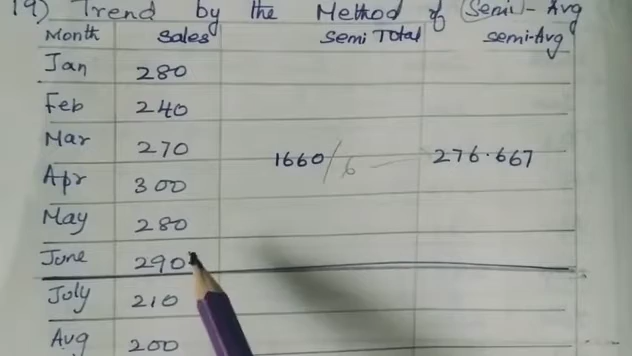 19) Trend by the Method of (Semi) - Avg
Month Sales Semi Total semi-Avg
Jan 280
Feb 240
Mar 270
1660/6 276.667
Apr 300
May 280
June 290
July 210
Aug 200